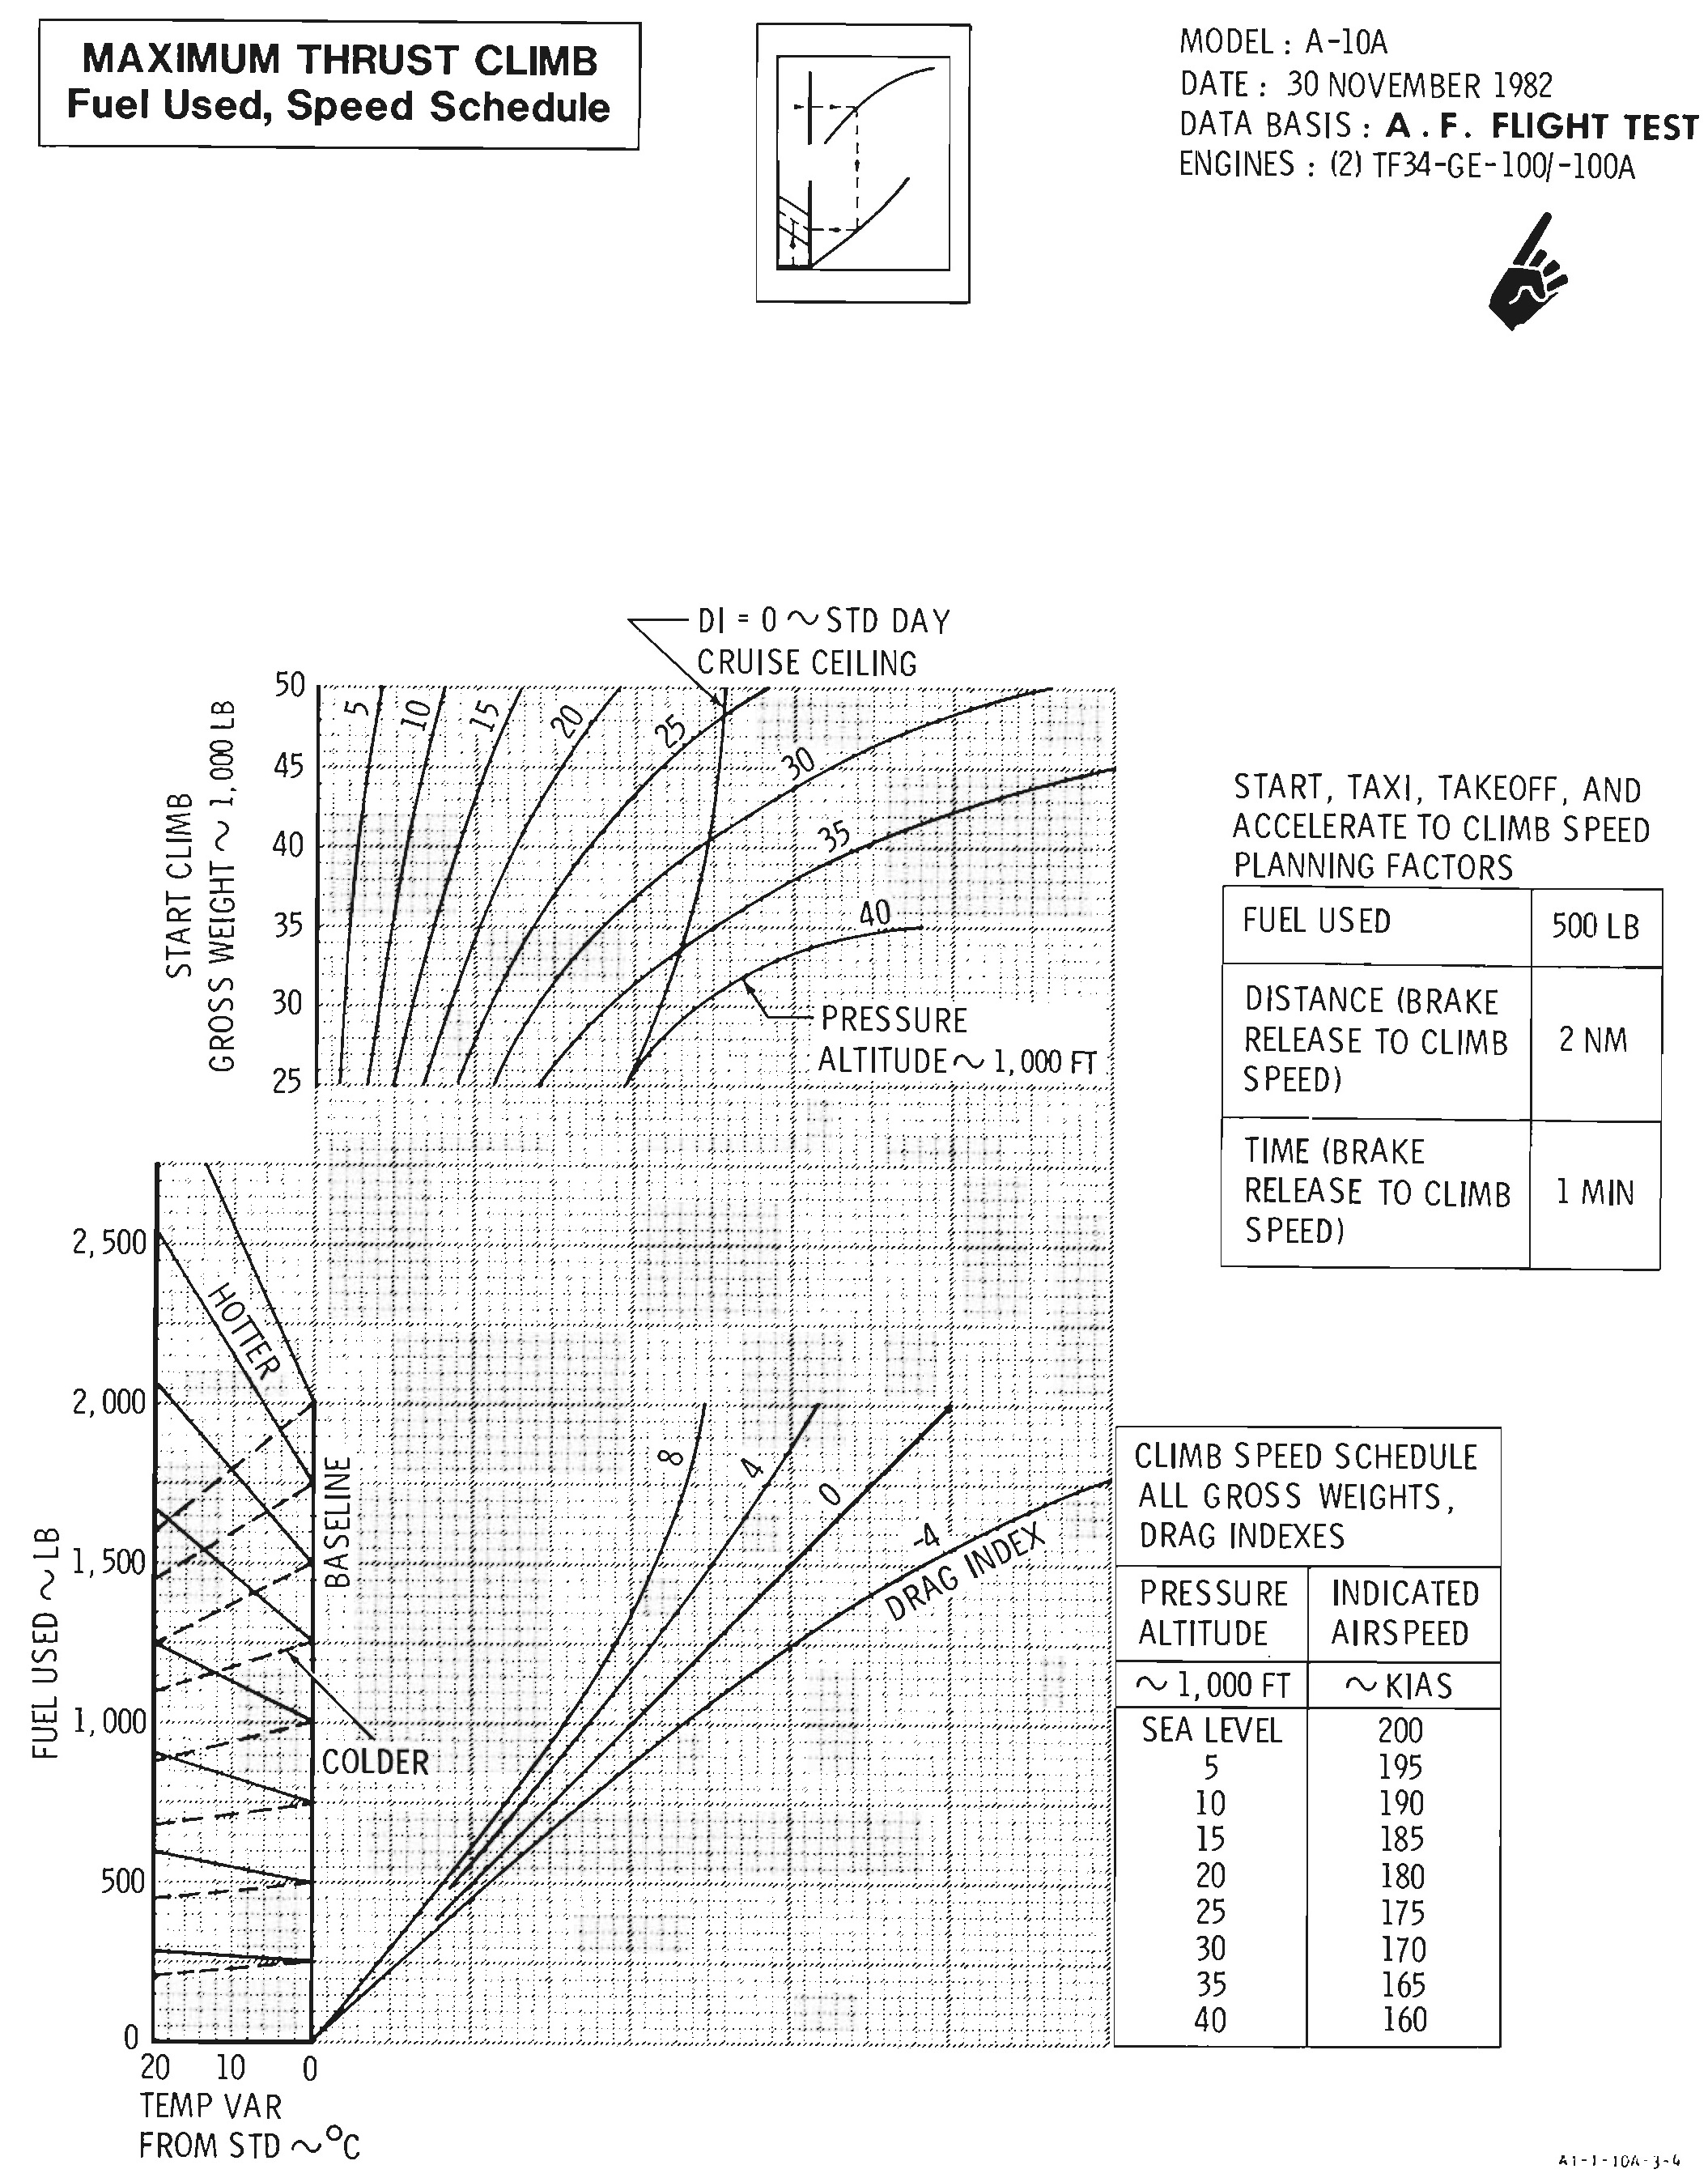 MAXIMUM THRUST CLIMB
Fuel Used, Speed Schedule
MODEL : A-10A
DATE : 30 NOVEMBER 1982
DATA BASIS : A . F. FLIGHT TEST
ENGINES : (2) TF34-GE-100/-100A
DI = 0 ~ STD DAY
CRUISE CEILING
START CLIMB
GROSS WEIGHT ~ 1,000 LB
50
45
40
35
30
25
5
10
15
20
25
30
35
40
PRESSURE
ALTITUDE ~ 1,000 FT
START, TAXI, TAKEOFF, AND
ACCELERATE TO CLIMB SPEED
PLANNING FACTORS
FUEL USED
500 LB
DISTANCE (BRAKE
RELEASE TO CLIMB
SPEED)
2 NM
TIME (BRAKE
RELEASE TO CLIMB
SPEED)
1 MIN
FUEL USED ~ LB
2,500
2,000
1,500
1,000
500
0
HOTTER
BASELINE
COLDER
8
4
0
-4
DRAG INDEX
20 10 0
TEMP VAR
FROM STD ~ °C
CLIMB SPEED SCHEDULE
ALL GROSS WEIGHTS,
DRAG INDEXES
PRESSURE
ALTITUDE
INDICATED
AIRSPEED
~ 1,000 FT
~ KIAS
SEA LEVEL 200
5 195
10 190
15 185
20 180
25 175
30 170
35 165
40 160
A1-1-10A-3-4